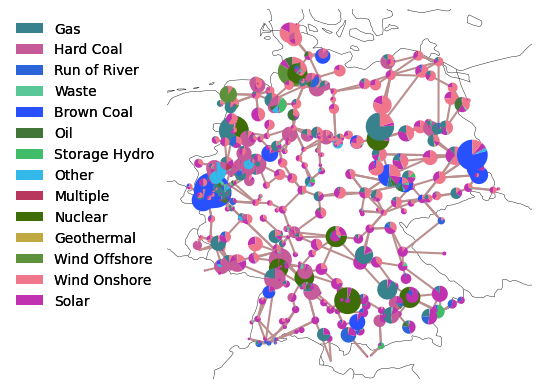 Gas
Hard Coal
Run of River
Waste
Brown Coal
Oil
Storage Hydro
Other
Multiple
Nuclear
Geothermal
Wind Offshore
Wind Onshore
Solar